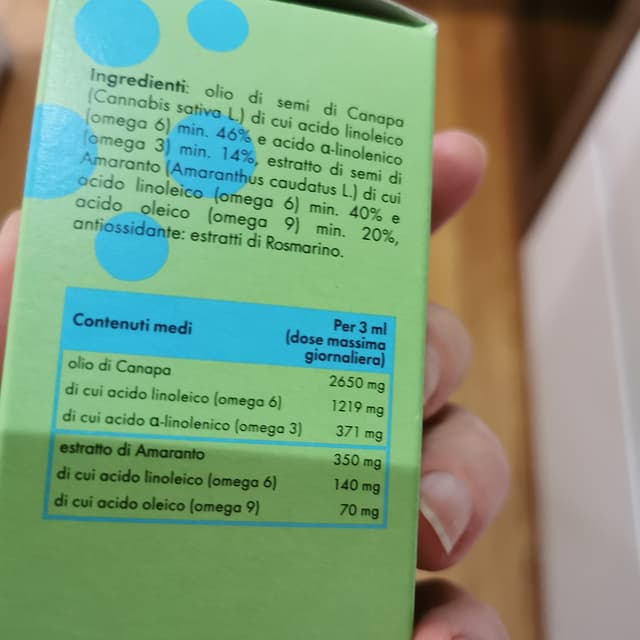 Ingredienti: olio di semi di Canapa
(Cannabis sativa L) di cui acido linoleico
(omega 6) min. 46% e acido α-linolenico
(omega 3) min. 14%, estratto di semi di
Amaranto (Amaranthus caudatus L) di cui
acido linoleico (omega 6) min. 40% e
acido oleico (omega 9) min. 20%,
antiossidante: estratti di Rosmarino.
Contenuti medi
Per 3 ml
(dose massima
giornaliera)
olio di Canapa 2650 mg
di cui acido linoleico (omega 6) 1219 mg
di cui acido α-linolenico (omega 3) 371 mg
estratto di Amaranto 350 mg
di cui acido linoleico (omega 6) 140 mg
di cui acido oleico (omega 9) 70 mg